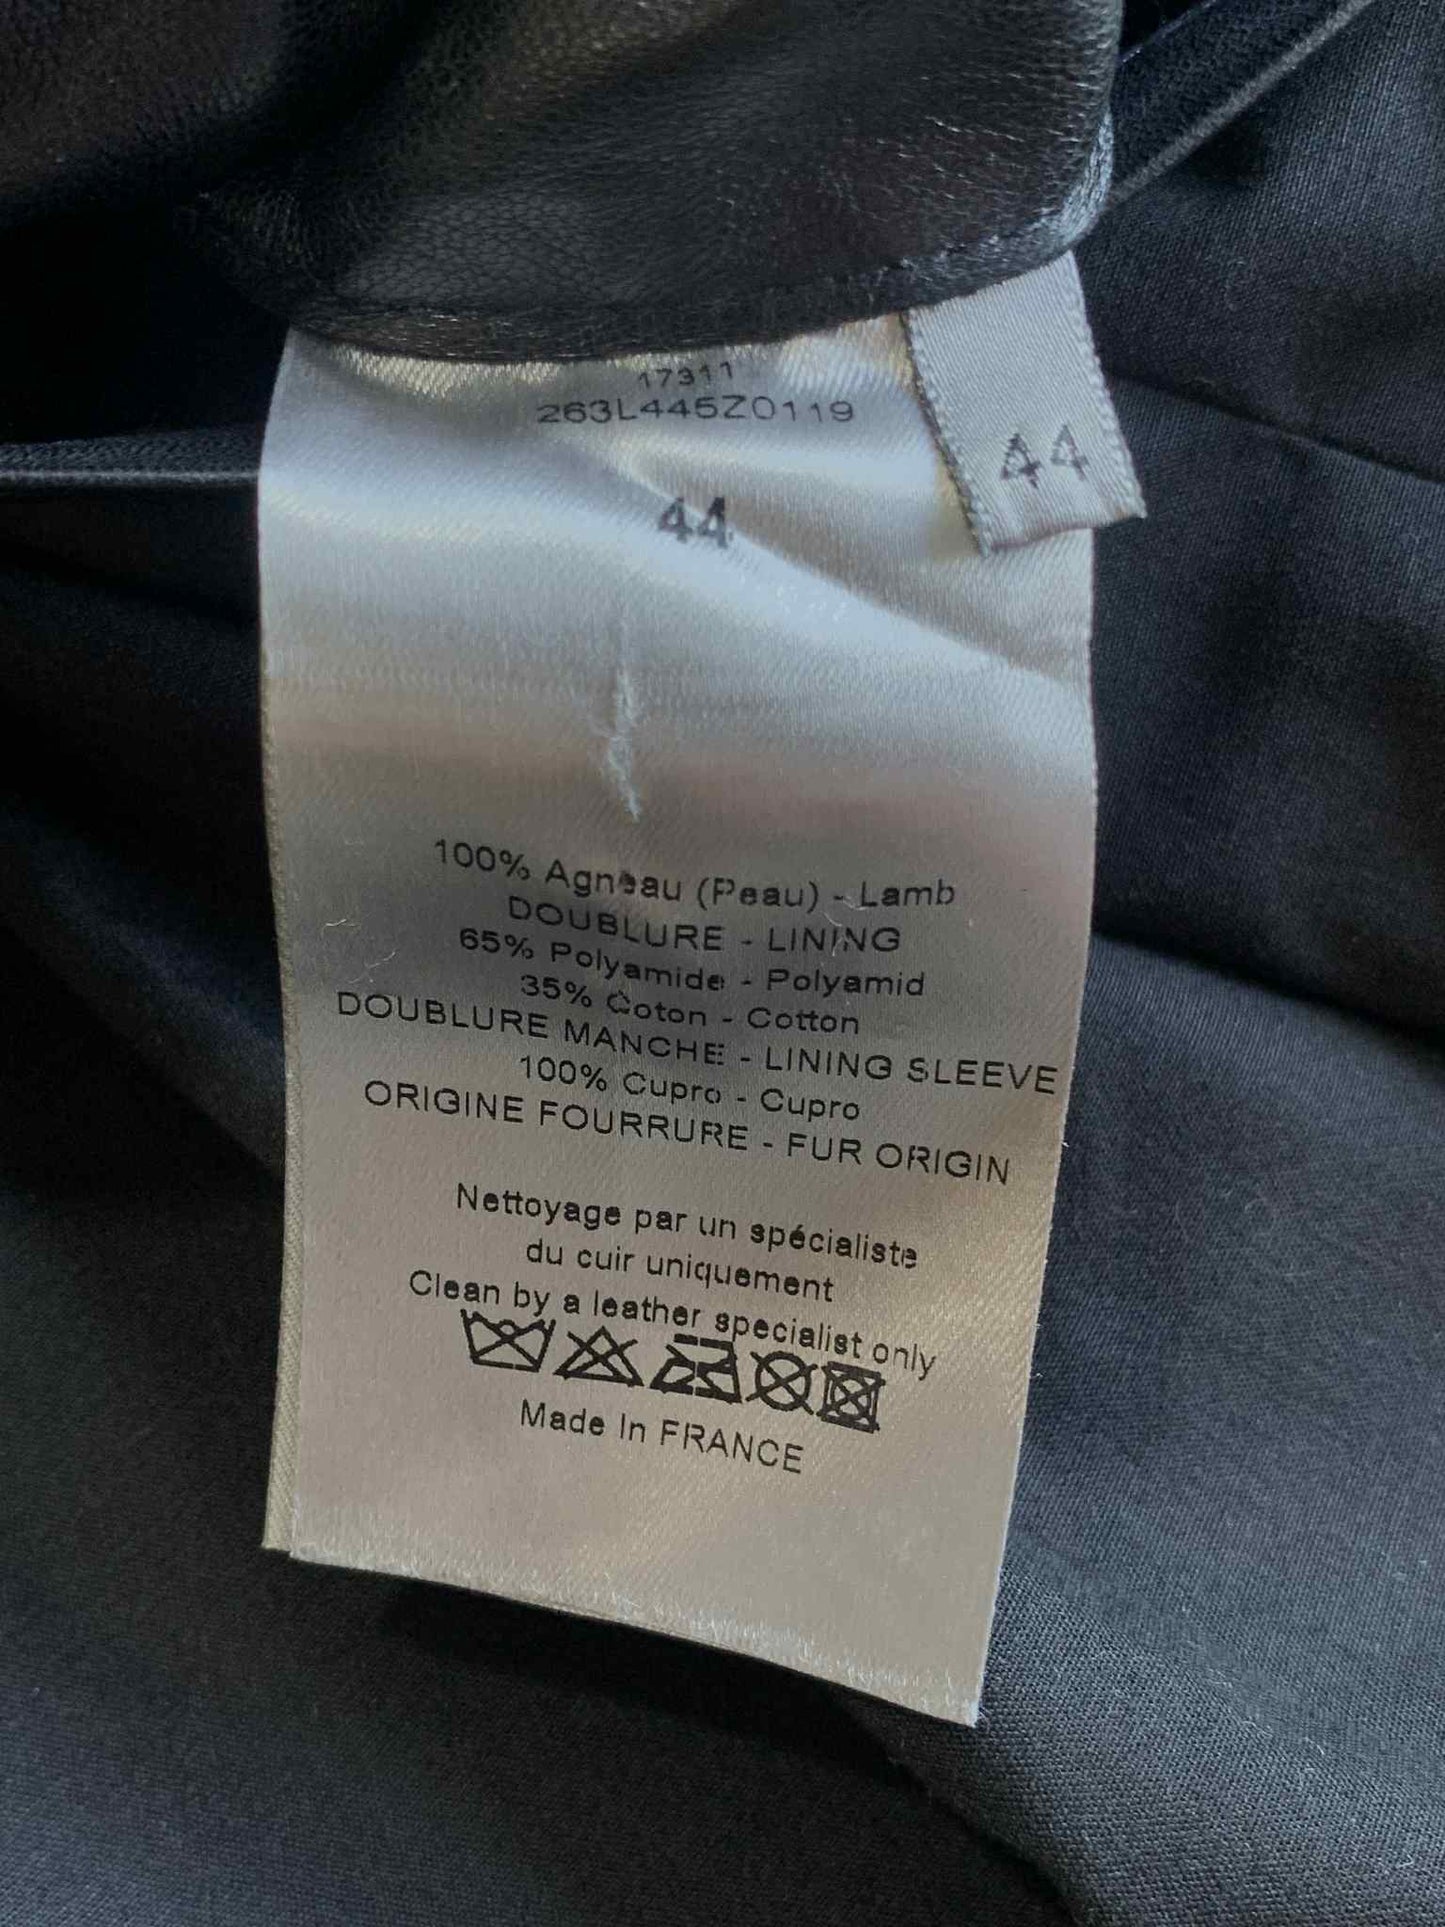 17311
263L445Z0119
44
44
100% Agneau (Peau) - Lamb
DOUBLURE - LINING
65% Polyamide - Polyamid
35% Coton - Cotton
DOUBLURE MANCHE - LINING SLEEVE
100% Cupro - Cupro
ORIGINE FOURRURE - FUR ORIGIN
Nettoyage par un spécialiste
du cuir uniquement
Clean by a leather specialist only
Made In FRANCE